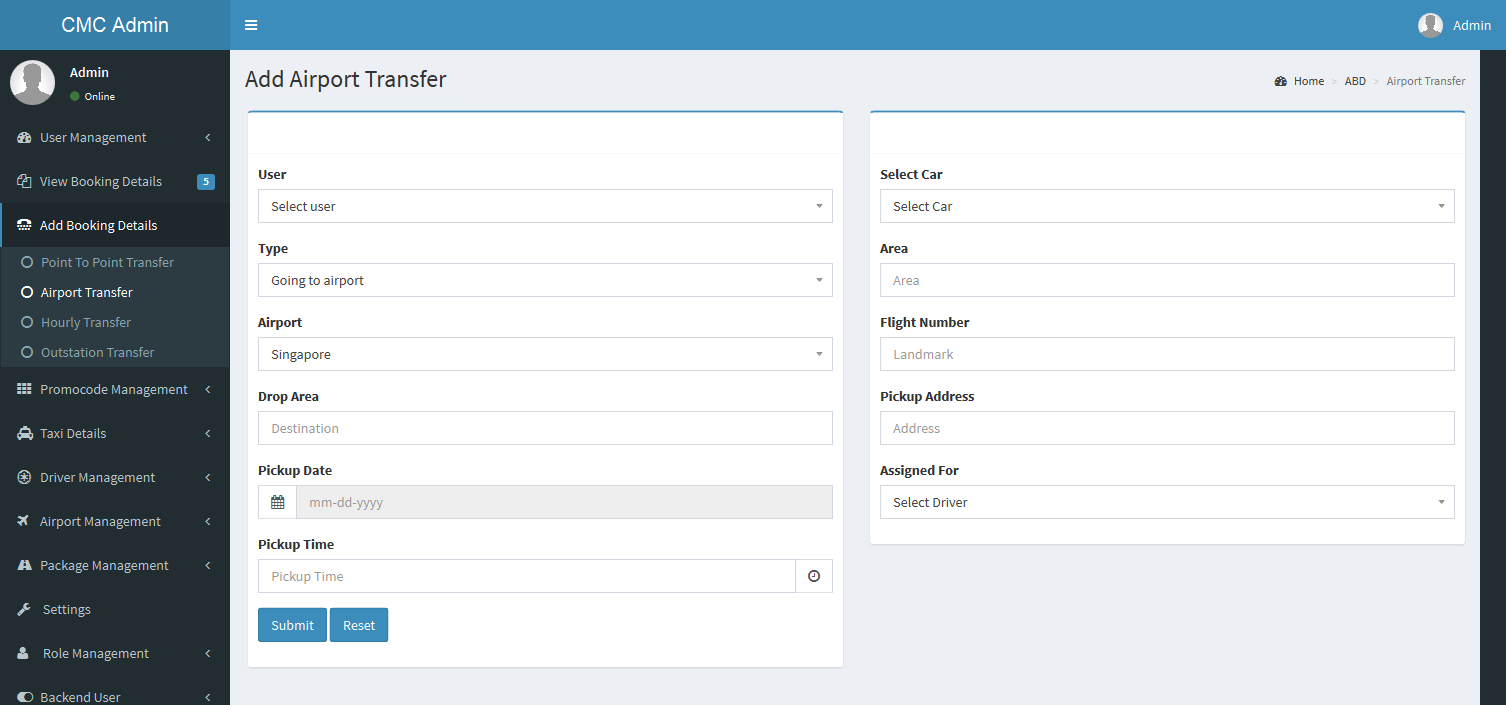 CMC Admin
Admin
Admin
Online
User Management
View Booking Details 5
Add Booking Details
Point To Point Transfer
Airport Transfer
Hourly Transfer
Outstation Transfer
Promocode Management
Taxi Details
Driver Management
Airport Management
Package Management
Settings
Role Management
Backend User
Add Airport Transfer
Home > ABD > Airport Transfer
User
Select user
Type
Going to airport
Airport
Singapore
Drop Area
Destination
Pickup Date
mm-dd-yyyy
Pickup Time
Pickup Time
Submit Reset
Select Car
Select Car
Area
Area
Flight Number
Landmark
Pickup Address
Address
Assigned For
Select Driver